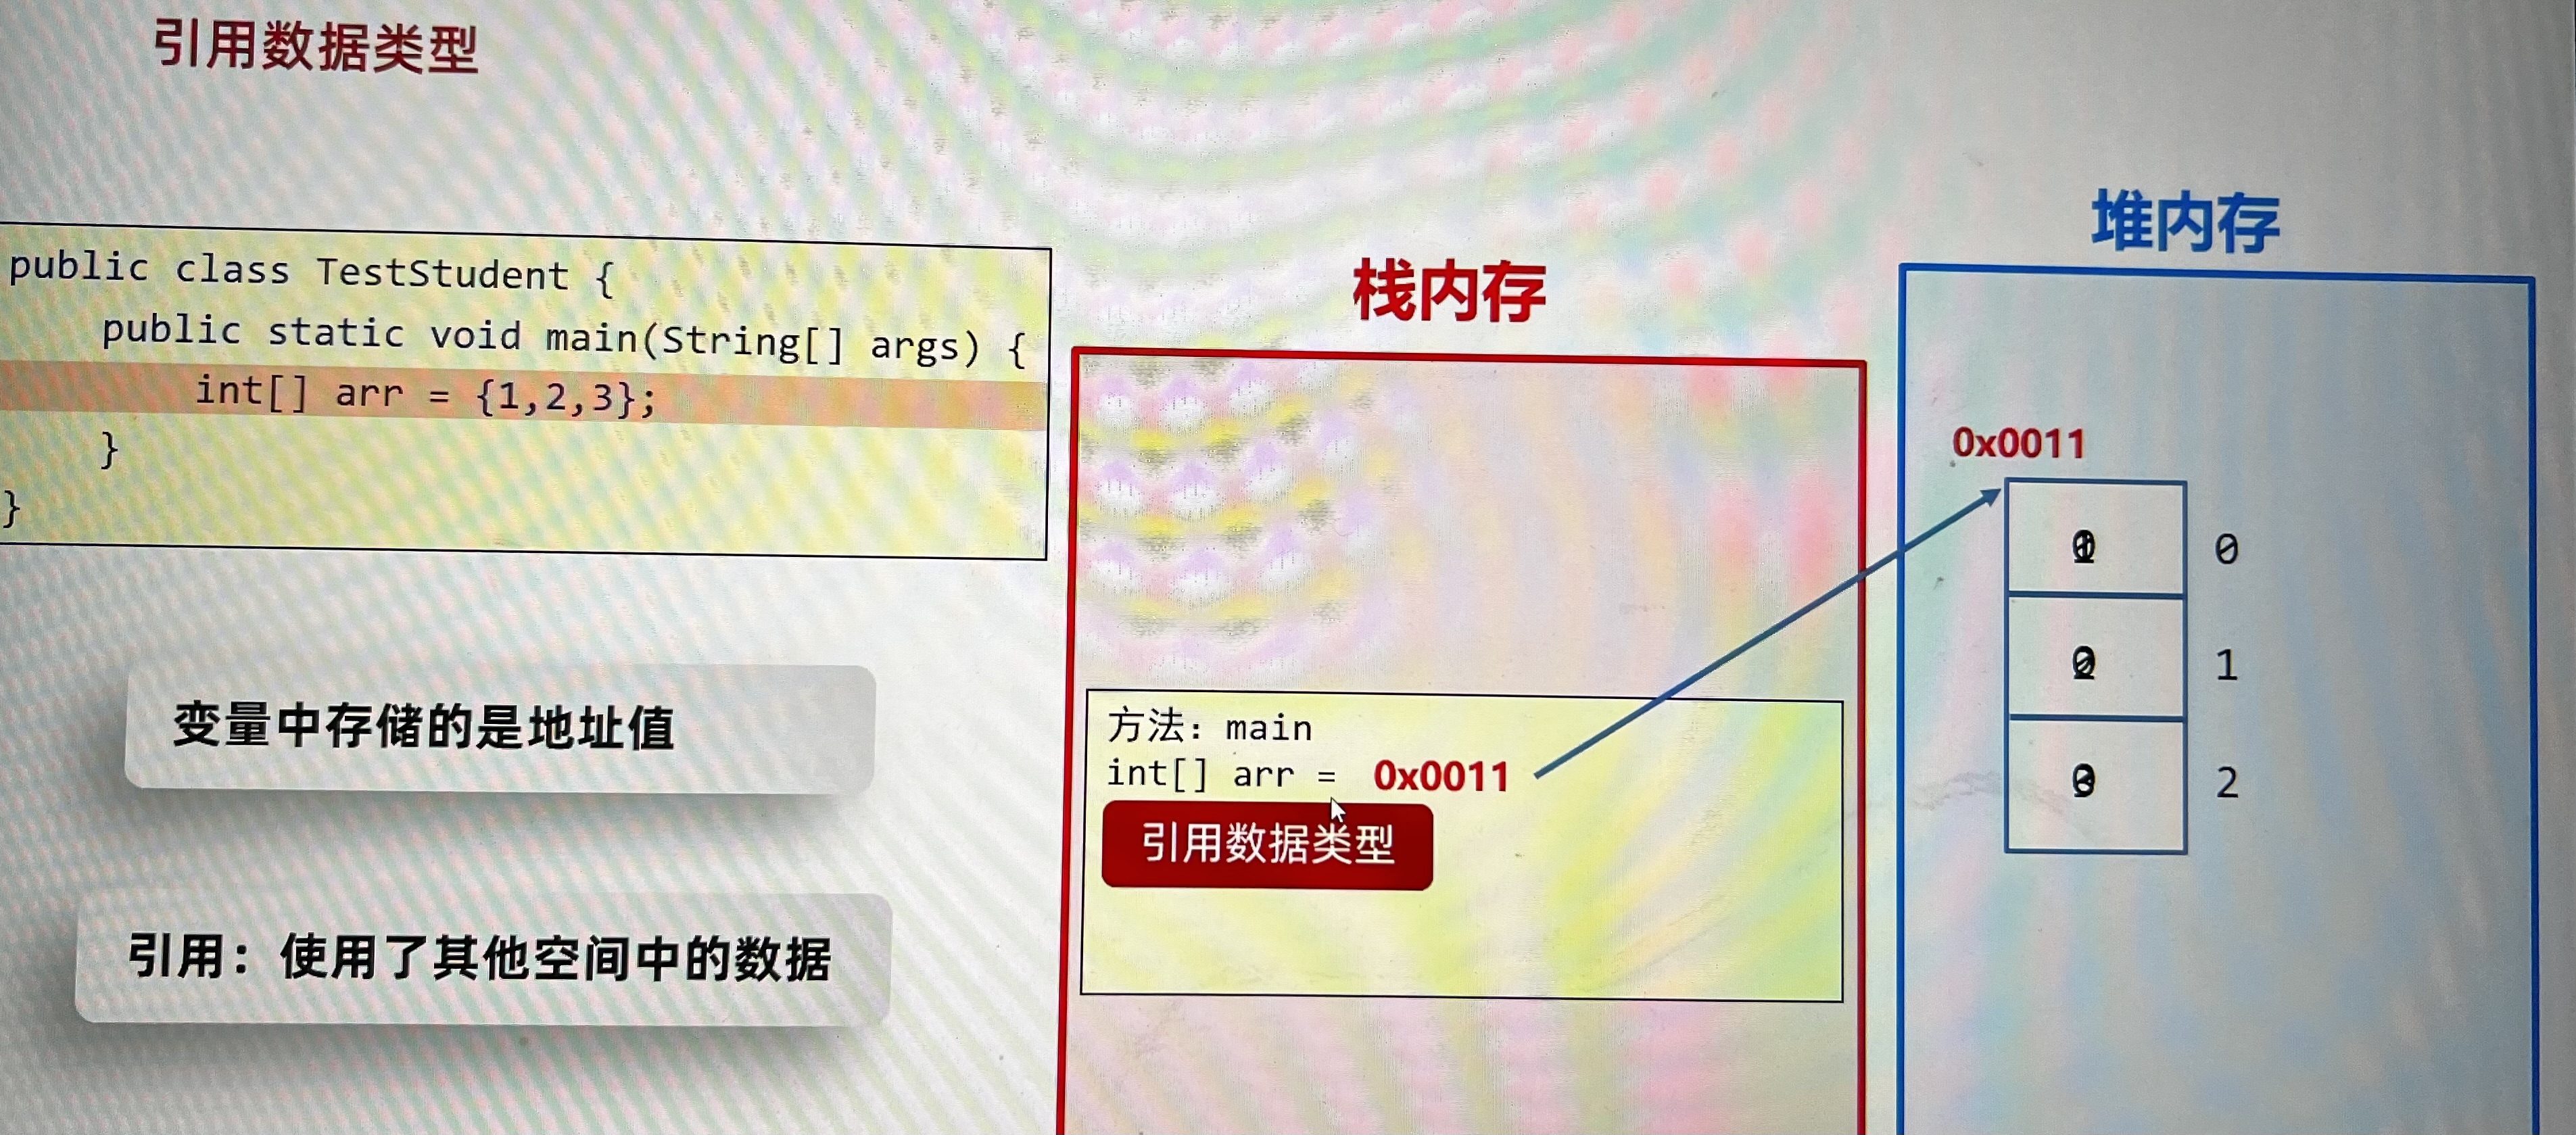 引用数据类型
public class TestStudent {
public static void main(String[] args) {
int[] arr = {1,2,3};
}
}
变量中存储的是地址值
引用：使用了其他空间中的数据
栈内存
方法：main
int[] arr = 0x0011
引用数据类型
堆内存
0x0011
0
1
2